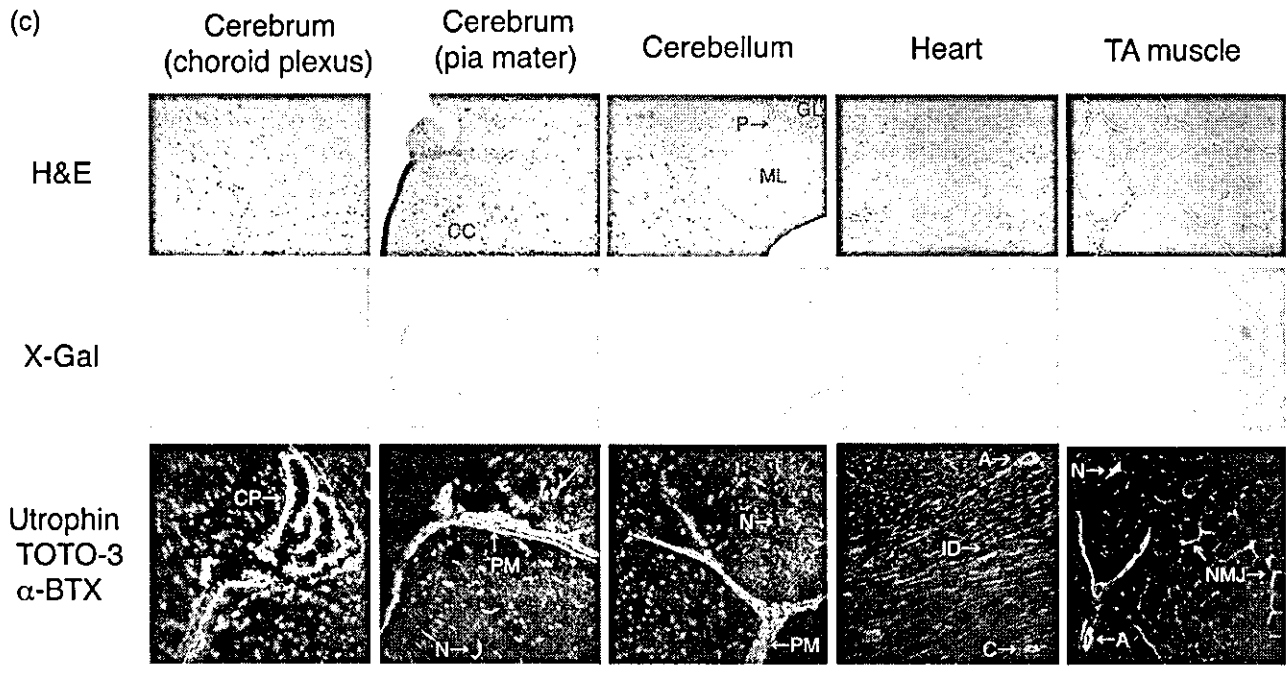 (c)
Cerebrum
(choroid plexus)
Cerebrum
(pia mater)
Cerebellum
Heart
TA muscle
H&E
CC
P→
GL
ML
X-Gal
Utrophin
TOTO-3
α-BTX
CP→
PM
N→
N→
←PM
A→
ID→
C→
N→
NMJ→
←A